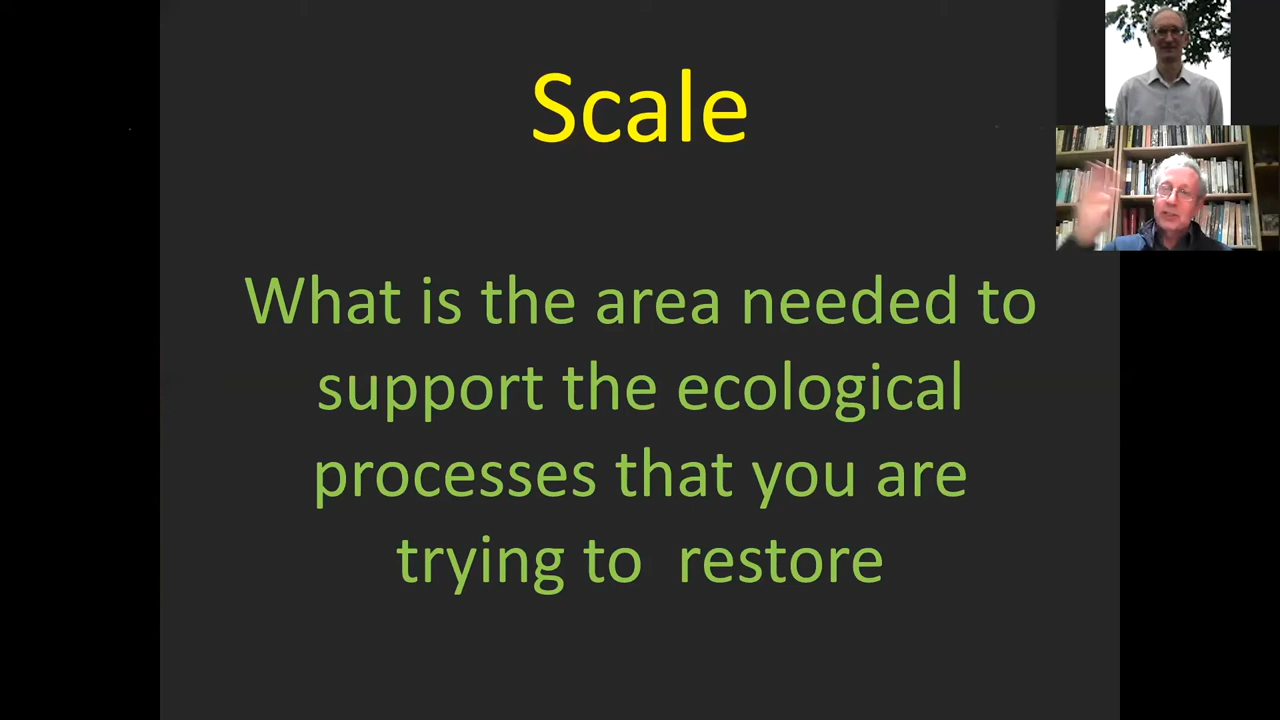 Scale
What is the area needed to
support the ecological
processes that you are
trying to  restore